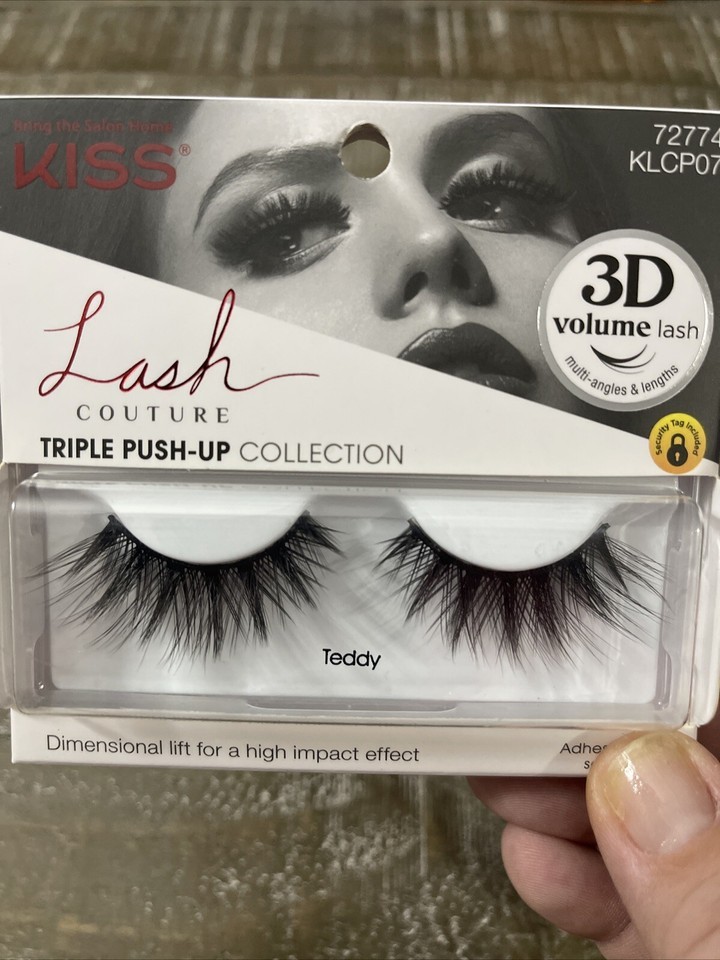 Bring the Salon Home
KISS®
72774
KLCP07
3D
volume lash
multi-angles & lengths
Lash
COUTURE
TRIPLE PUSH-UP COLLECTION
Security Tag Included
Teddy
Dimensional lift for a high impact effect